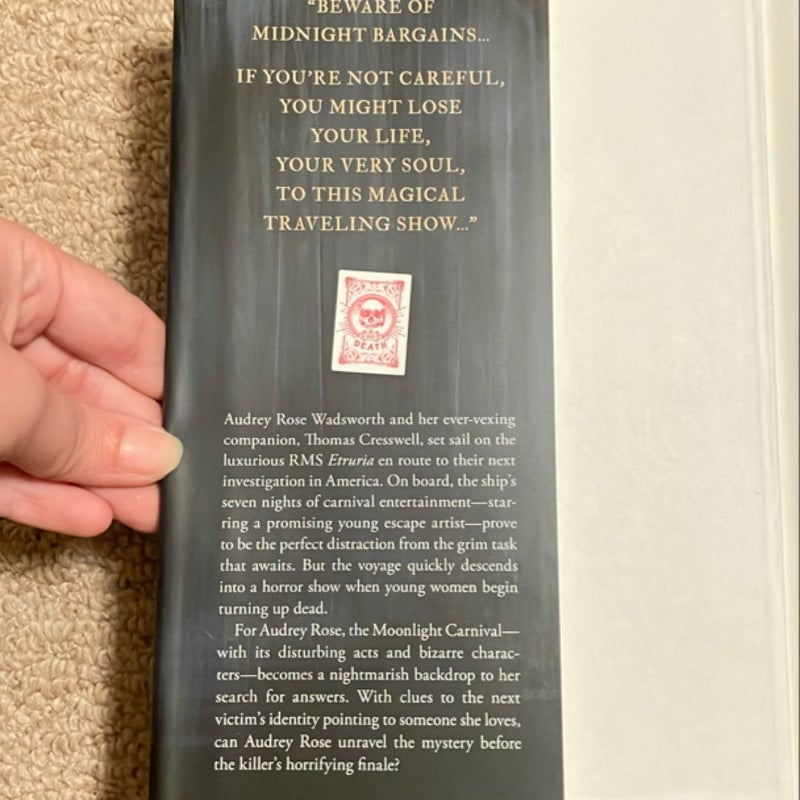 "BEWARE OF
MIDNIGHT BARGAINS...
IF YOU'RE NOT CAREFUL,
YOU MIGHT LOSE
YOUR LIFE,
YOUR VERY SOUL,
TO THIS MAGICAL
TRAVELING SHOW..."
DEATH
Audrey Rose Wadsworth and her ever-vexing
companion, Thomas Cresswell, set sail on the
luxurious RMS Etruria en route to their next
investigation in America. On board, the ship's
seven nights of carnival entertainment—star-
ring a promising young escape artist—prove
to be the perfect distraction from the grim task
that awaits. But the voyage quickly descends
into a horror show when young women begin
turning up dead.
For Audrey Rose, the Moonlight Carnival—
with its disturbing acts and bizarre charac-
ters—becomes a nightmarish backdrop to her
search for answers. With clues to the next
victim's identity pointing to someone she loves,
can Audrey Rose unravel the mystery before
the killer's horrifying finale?